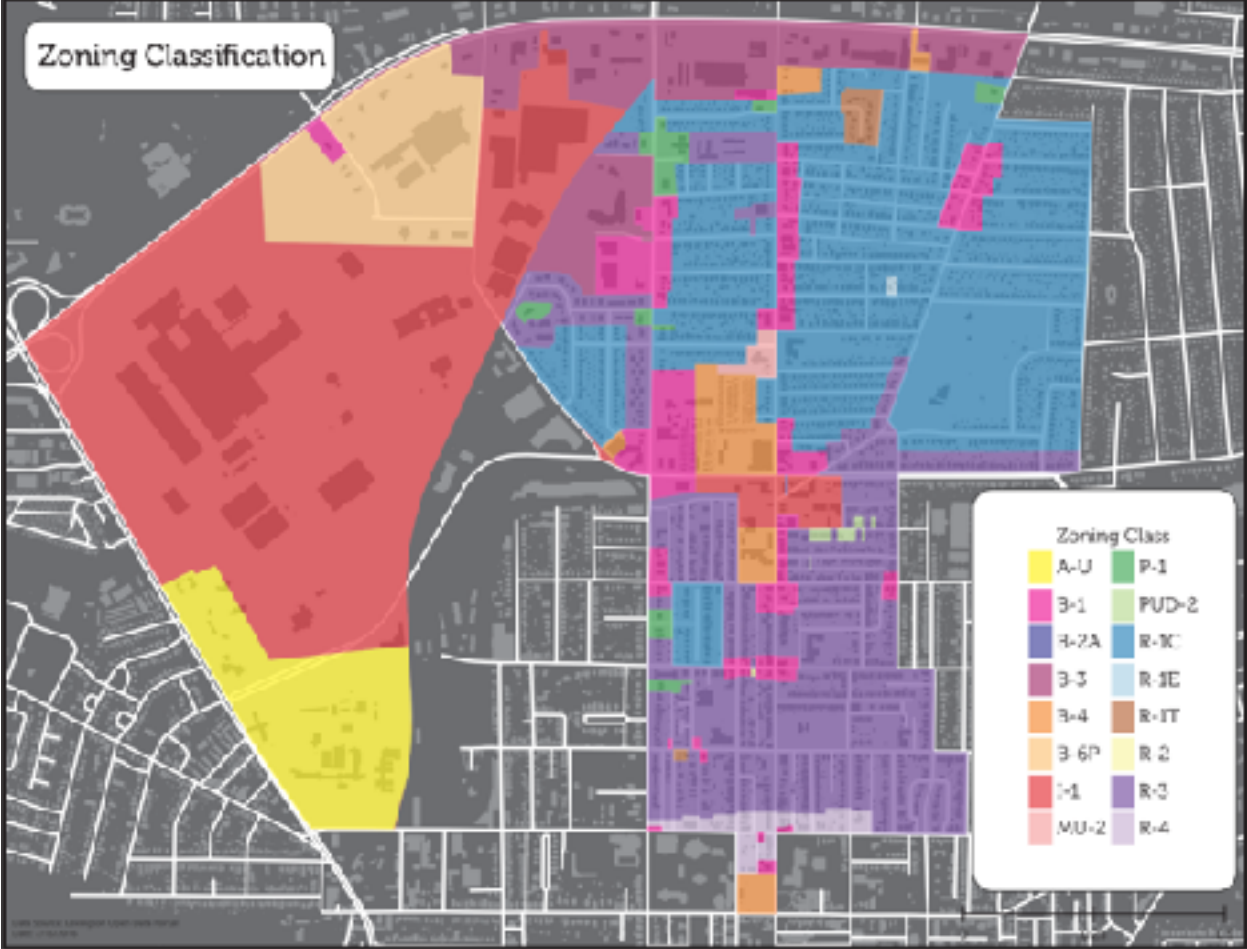 Zoning Classification
Zoning Class
A-U
P-1
B-1
PUD-2
B-2A
R-1C
B-3
R-1E
B-4
R-1T
B-6P
R-2
I-1
R-3
MU-2
R-4